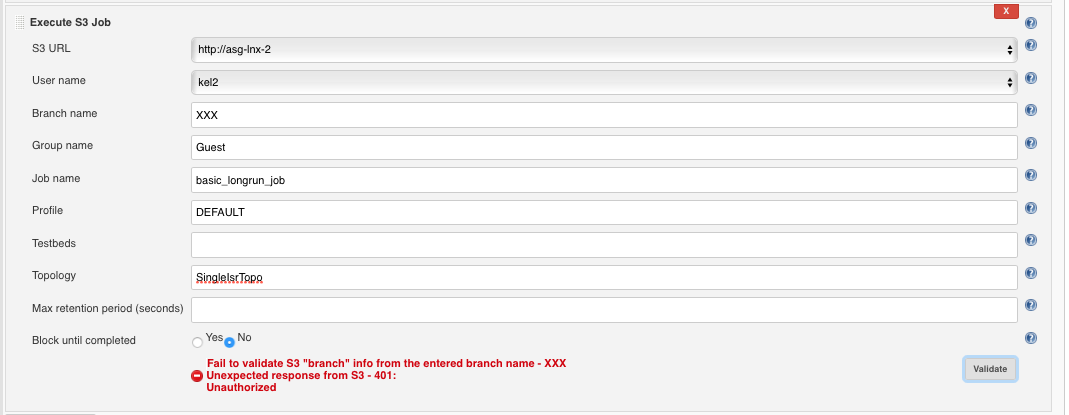 Execute S3 Job
X
S3 URL
http://asg-lnx-2
User name
kel2
Branch name
XXX
Group name
Guest
Job name
basic_longrun_job
Profile
DEFAULT
Testbeds
Topology
SingleIsrTopo
Max retention period (seconds)
Block until completed
Yes No
Fail to validate S3 "branch" info from the entered branch name - XXX
Unexpected response from S3 - 401:
Unauthorized
Validate